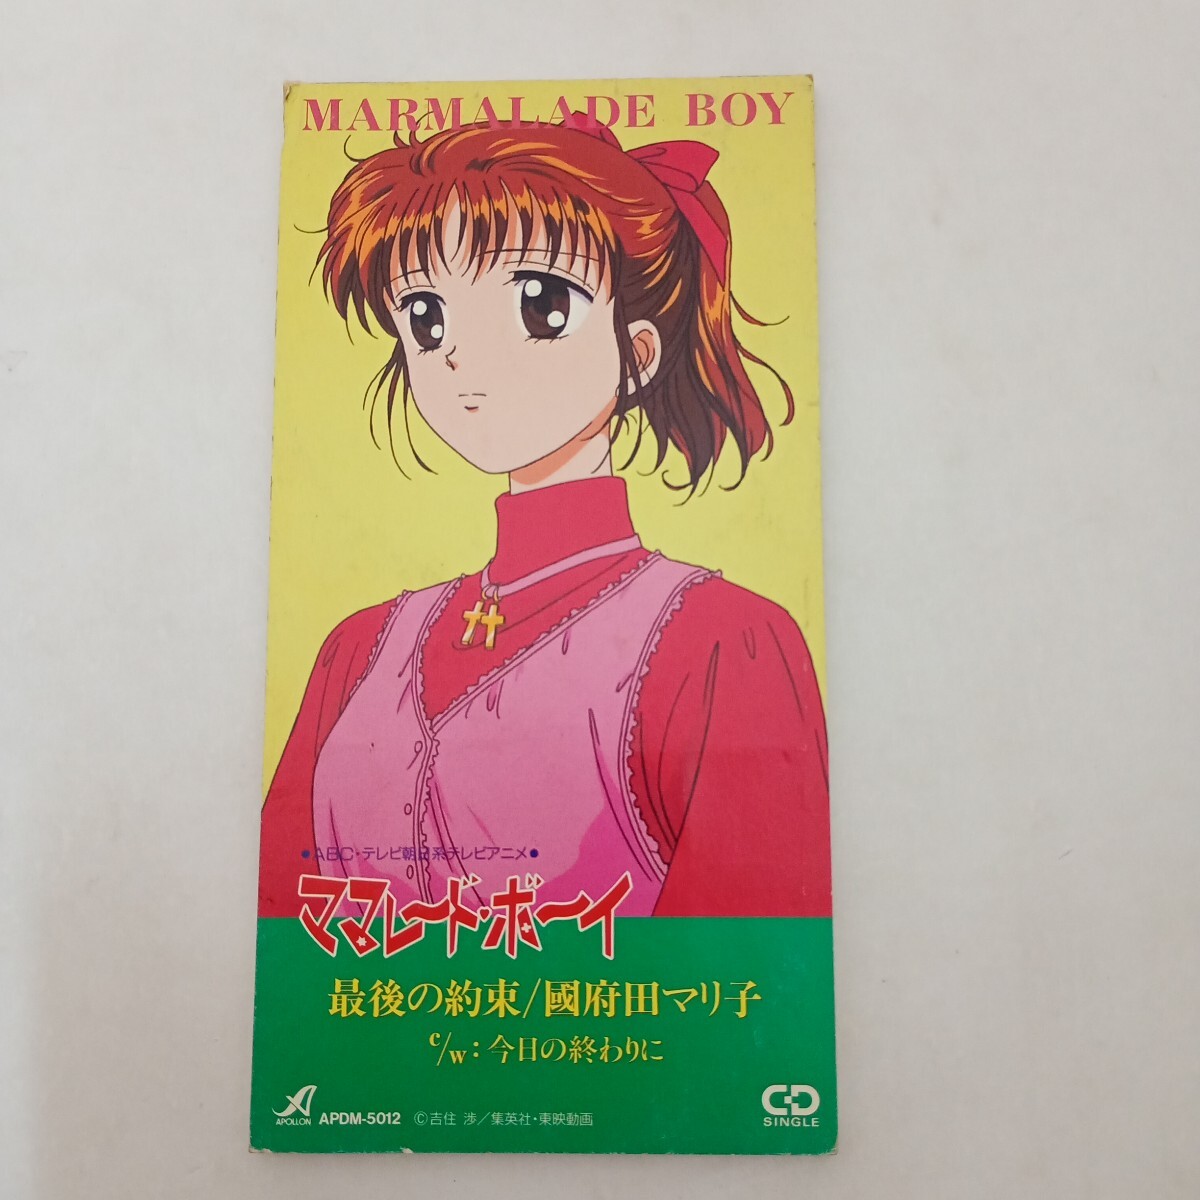 MARMALADE BOY
●ABC・テレビ朝日系テレビアニメ●
ママレード・ボーイ
最後の約束/國府田マリ子
c/w:今日の終わりに
APOLLON APDM-5012 ©吉住 渉/集英社・東映動画
CD
SINGLE